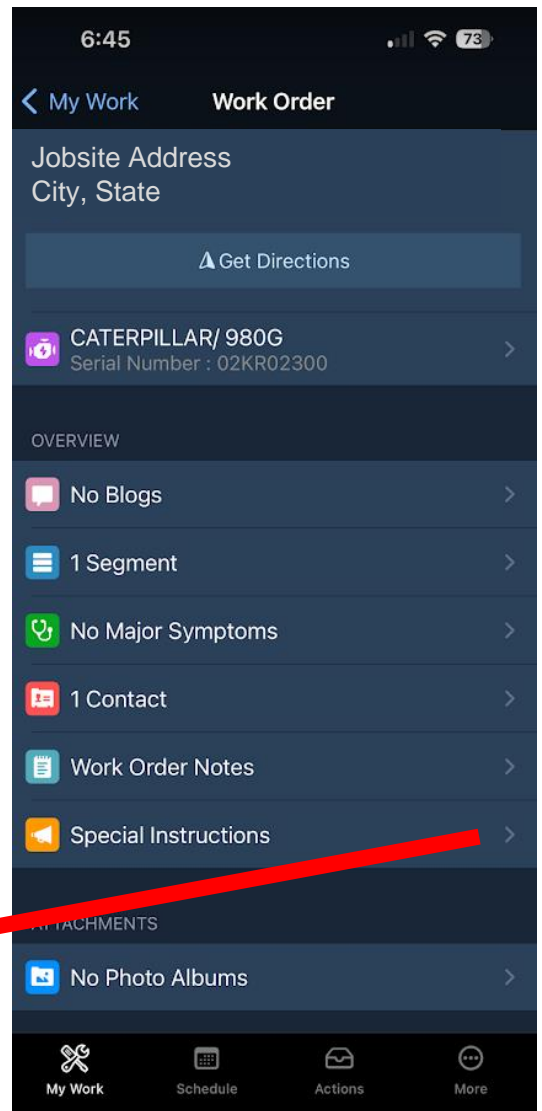 6:45
73
My Work
Work Order
Jobsite Address
City, State
Get Directions
CATERPILLAR/ 980G
Serial Number : 02KR02300
OVERVIEW
No Blogs
1 Segment
No Major Symptoms
1 Contact
Work Order Notes
Special Instructions
ATTACHMENTS
No Photo Albums
My Work
Schedule
Actions
More